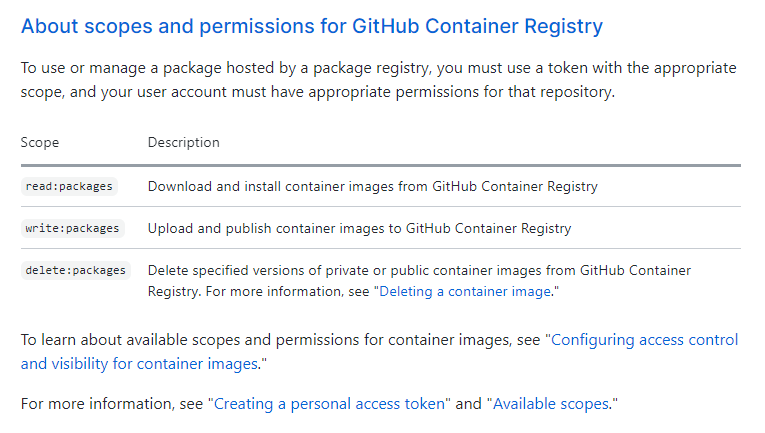 About scopes and permissions for GitHub Container Registry
To use or manage a package hosted by a package registry, you must use a token with the appropriate
scope, and your user account must have appropriate permissions for that repository.
Scope Description
read:packages Download and install container images from GitHub Container Registry
write:packages Upload and publish container images to GitHub Container Registry
delete:packages Delete specified versions of private or public container images from GitHub Container
Registry. For more information, see "Deleting a container image."
To learn about available scopes and permissions for container images, see "Configuring access control
and visibility for container images."
For more information, see "Creating a personal access token" and "Available scopes."